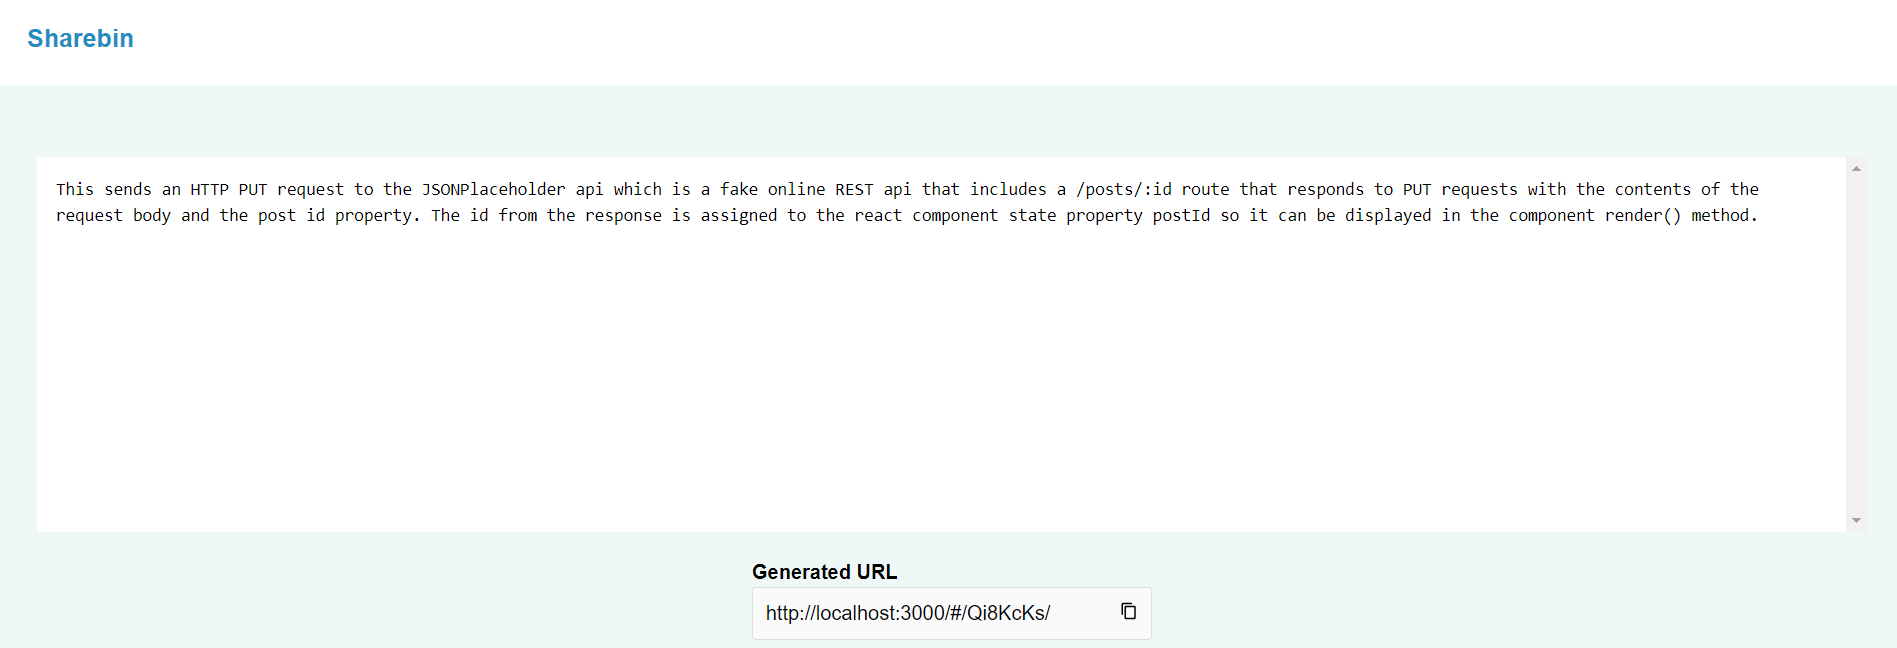 Sharebin
This sends an HTTP PUT request to the JSONPlaceholder api which is a fake online REST api that includes a /posts/:id route that responds to PUT requests with the contents of the
request body and the post id property. The id from the response is assigned to the react component state property postId so it can be displayed in the component render() method.
Generated URL
http://localhost:3000/#/Qi8KcKs/